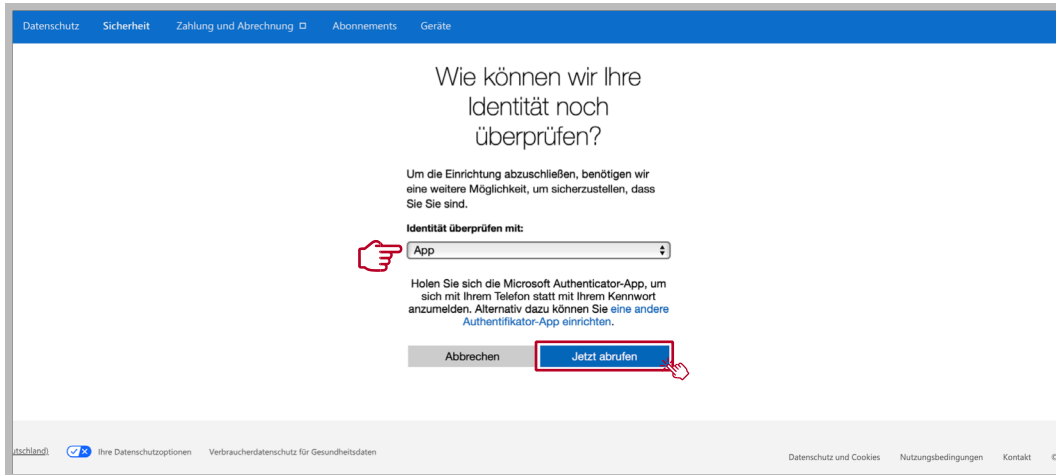 Datenschutz Sicherheit Zahlung und Abrechnung Abonnements Geräte
Wie können wir Ihre
Identität noch
überprüfen?
Um die Einrichtung abzuschließen, benötigen wir
eine weitere Möglichkeit, um sicherzustellen, dass
Sie Sie sind.
Identität überprüfen mit:
App
Holen Sie sich die Microsoft Authenticator-App, um
sich mit Ihrem Telefon statt mit Ihrem Kennwort
anzumelden. Alternativ dazu können Sie eine andere
Authentifikator-App einrichten.
Abbrechen Jetzt abrufen
utschland) Ihre Datenschutzoptionen Verbraucherdatenschutz für Gesundheitsdaten
Datenschutz und Cookies Nutzungsbedingungen Kontakt ©